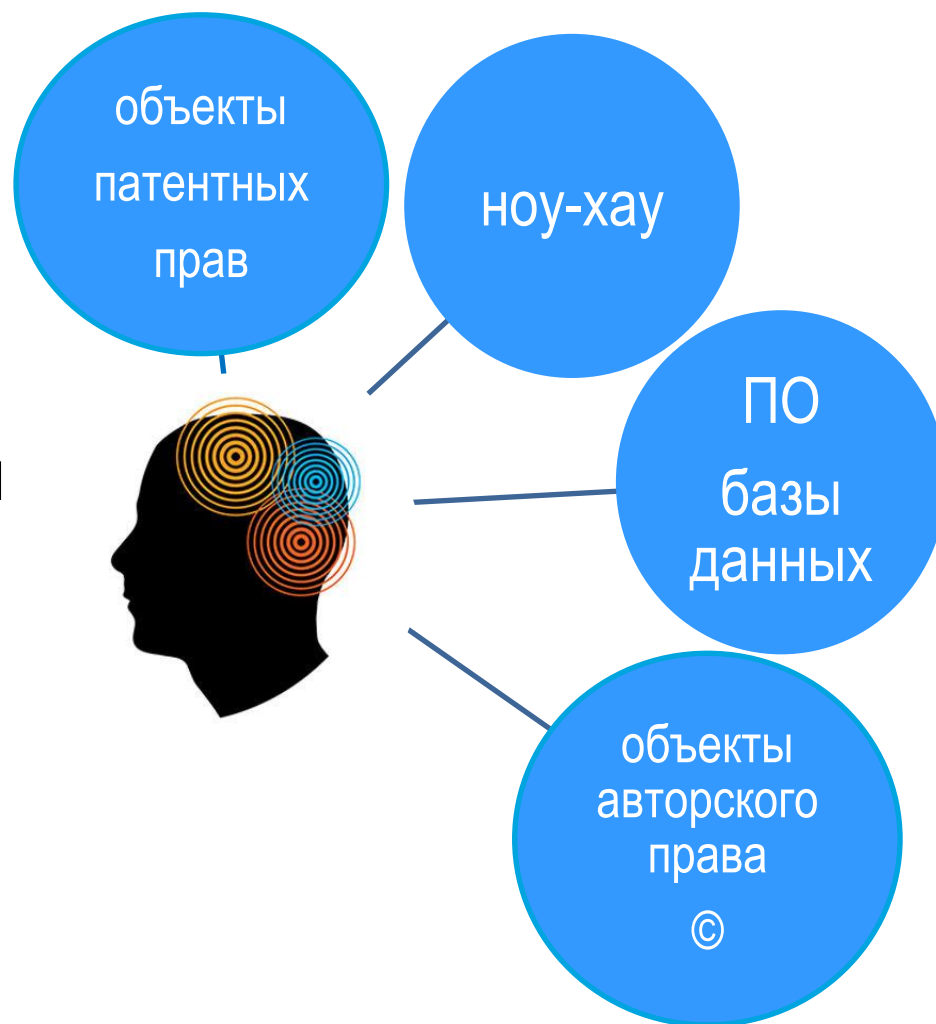 объекты
патентных
прав
ноу-хау
ПО
базы
данных
объекты
авторского
права
©